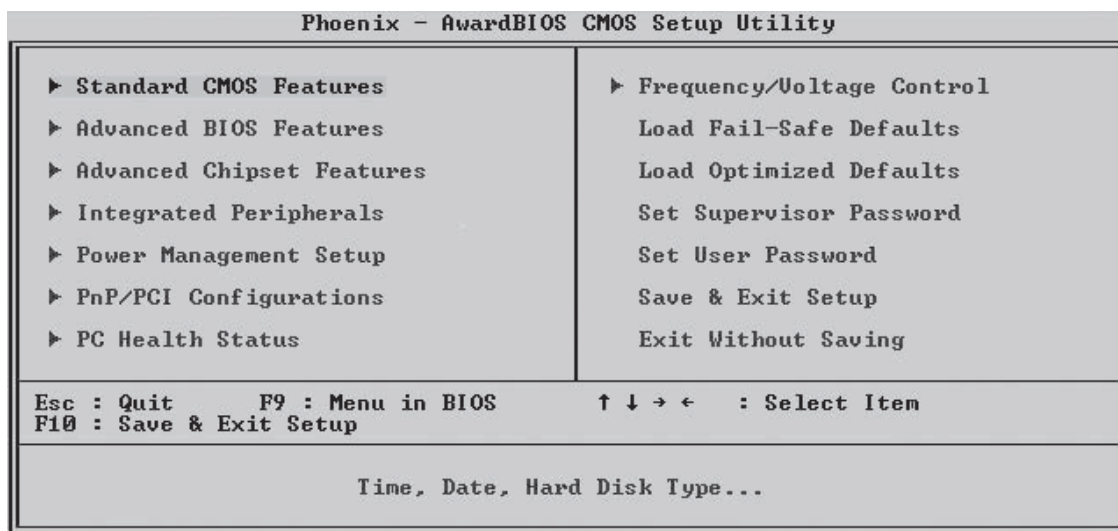 Phoenix - AwardBIOS CMOS Setup Utility
▶ Standard CMOS Features
▶ Advanced BIOS Features
▶ Advanced Chipset Features
▶ Integrated Peripherals
▶ Power Management Setup
▶ PnP/PCI Configurations
▶ PC Health Status
▶ Frequency/Voltage Control
Load Fail-Safe Defaults
Load Optimized Defaults
Set Supervisor Password
Set User Password
Save & Exit Setup
Exit Without Saving
Esc : Quit F9 : Menu in BIOS ↑ ↓ → ← : Select Item
F10 : Save & Exit Setup
Time, Date, Hard Disk Type...